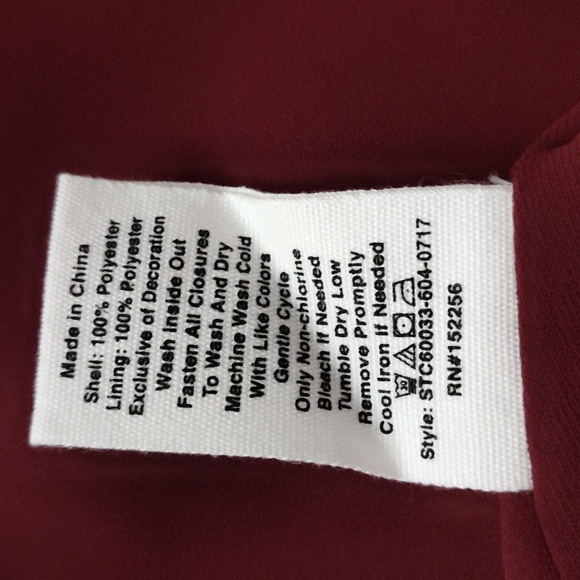 Made in China
Shell: 100% Polyester
Lining: 100% Polyester
Exclusive of Decoration
Wash Inside Out
Fasten All Closures
To Wash And Dry
Machine Wash Cold
With Like Colors
Gentle Cycle
Only Non-chlorine
Bleach If Needed
Tumble Dry Low
Remove Promptly
Cool Iron If Needed
30
Style: STC60033-604-0717
RN#152256